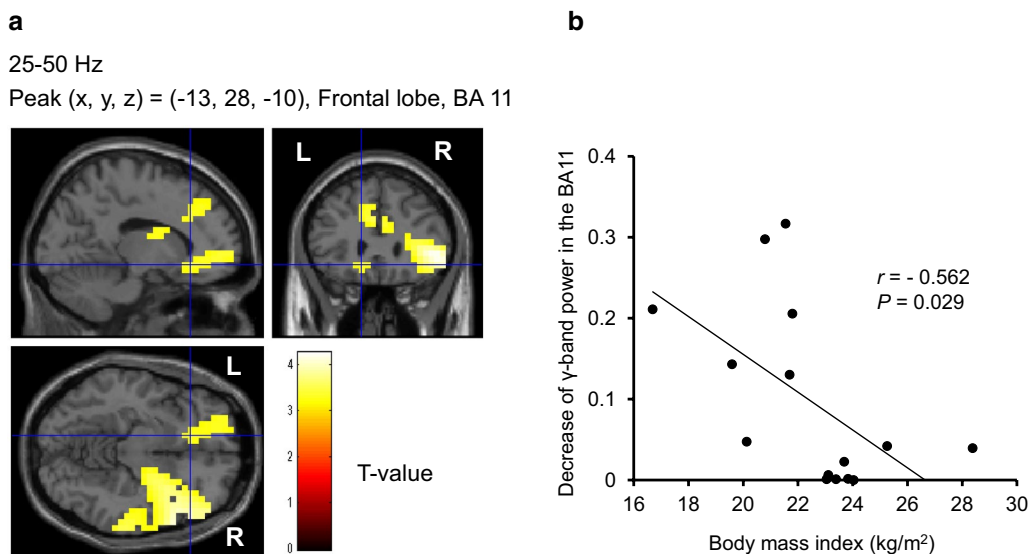 a
25-50 Hz
Peak (x, y, z) = (-13, 28, -10), Frontal lobe, BA 11
L
R
L
R
4
3
2
1
0
T-value
b
Decrease of γ-band power in the BA11
0.4
0.3
0.2
0.1
0
r = - 0.562
P = 0.029
16 18 20 22 24 26 28 30
Body mass index (kg/m²)